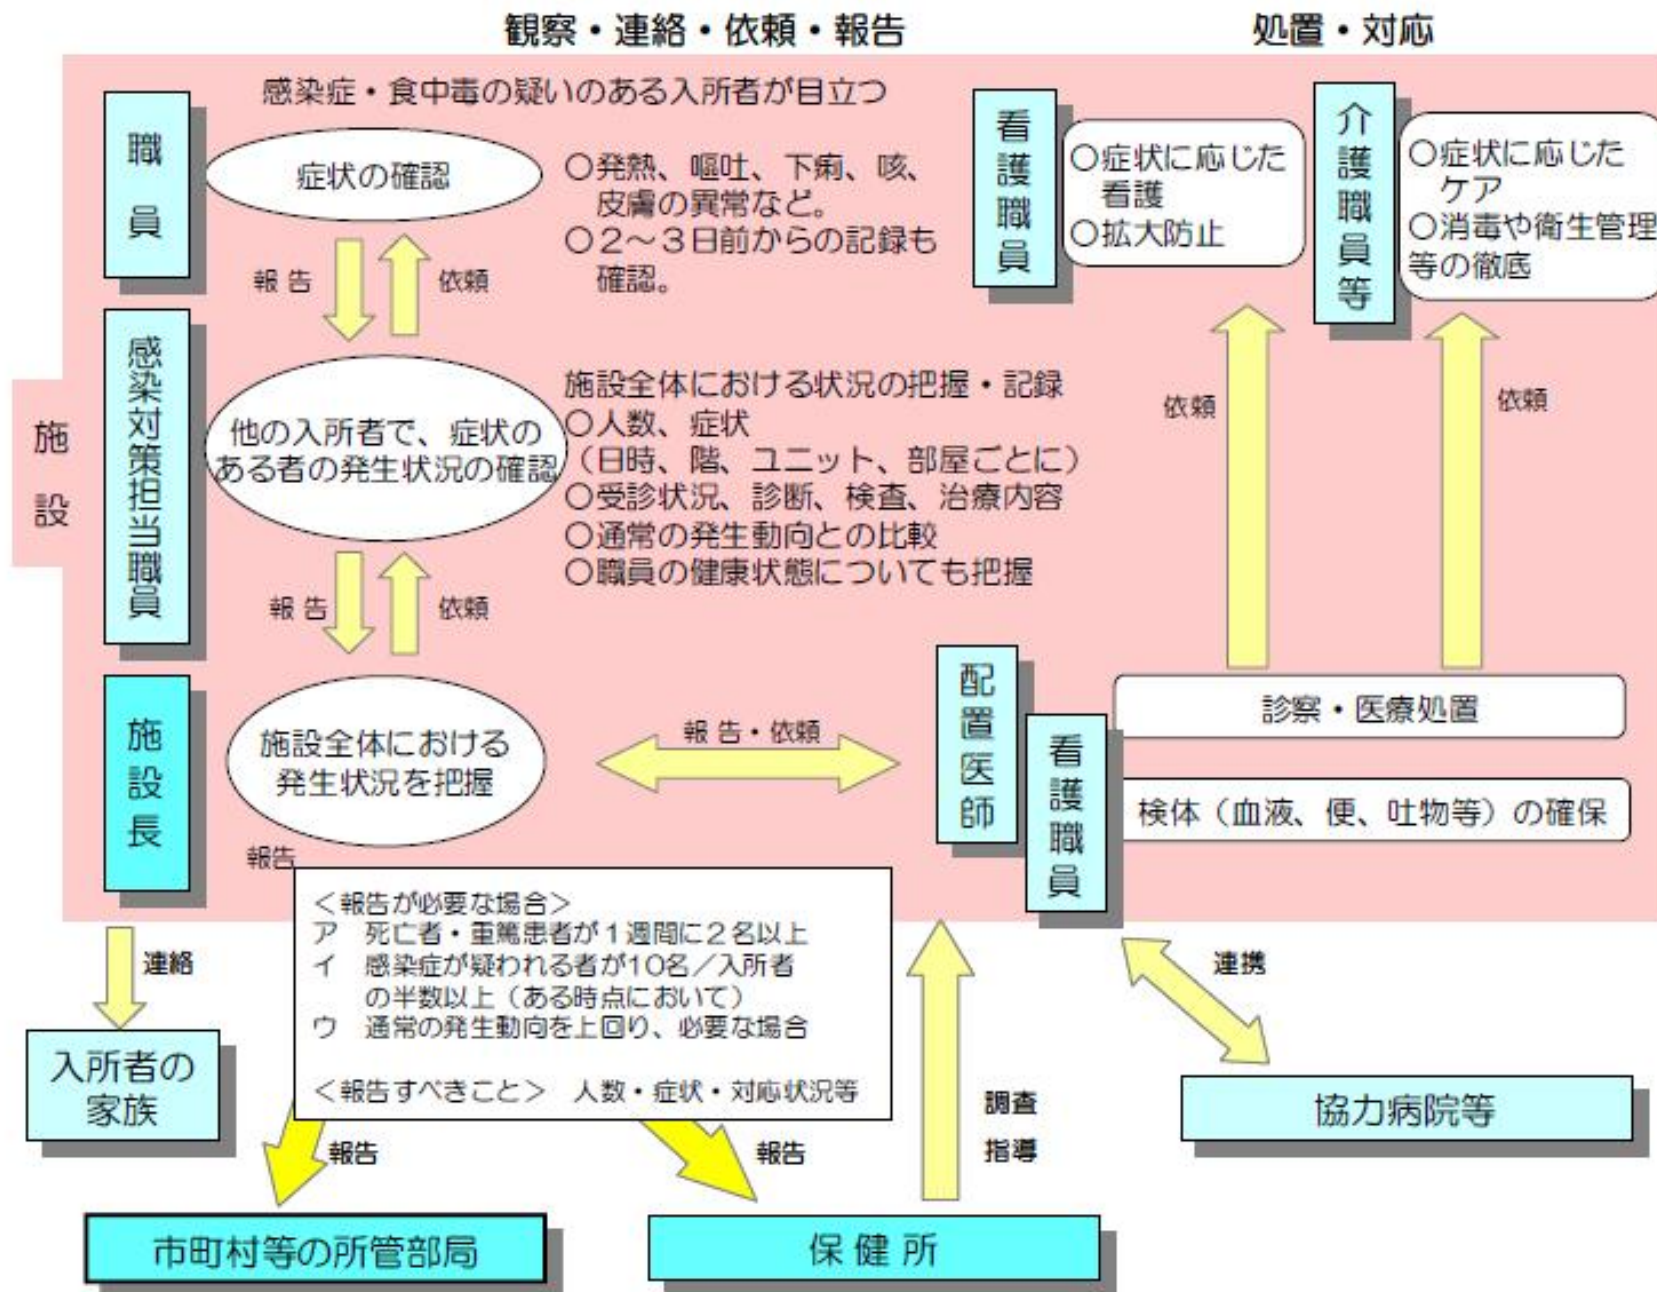 観察・連絡・依頼・報告
処置・対応
施設
職員
感染症・食中毒の疑いのある入所者が目立つ
症状の確認
○発熱、嘔吐、下痢、咳、
皮膚の異常など。
○２～３日前からの記録も
確認。
報告
依頼
感染対策担当職員
他の入所者で、症状の
ある者の発生状況の確認
施設全体における状況の把握・記録
○人数、症状
（日時、階、ユニット、部屋ごとに）
○受診状況、診断、検査、治療内容
○通常の発生動向との比較
○職員の健康状態についても把握
報告
依頼
施設長
施設全体における
発生状況を把握
報告・依頼
報告
看護職員
○症状に応じた
看護
○拡大防止
介護職員等
○症状に応じた
ケア
○消毒や衛生管理
等の徹底
依頼
依頼
配置医師
看護職員
診察・医療処置
検体（血液、便、吐物等）の確保
＜報告が必要な場合＞
ア　死亡者・重篤患者が１週間に２名以上
イ　感染症が疑われる者が10名／入所者
の半数以上（ある時点において）
ウ　通常の発生動向を上回り、必要な場合
＜報告すべきこと＞　人数・症状・対応状況等
連絡
入所者の
家族
報告
報告
調査
指導
連携
協力病院等
市町村等の所管部局
保健所